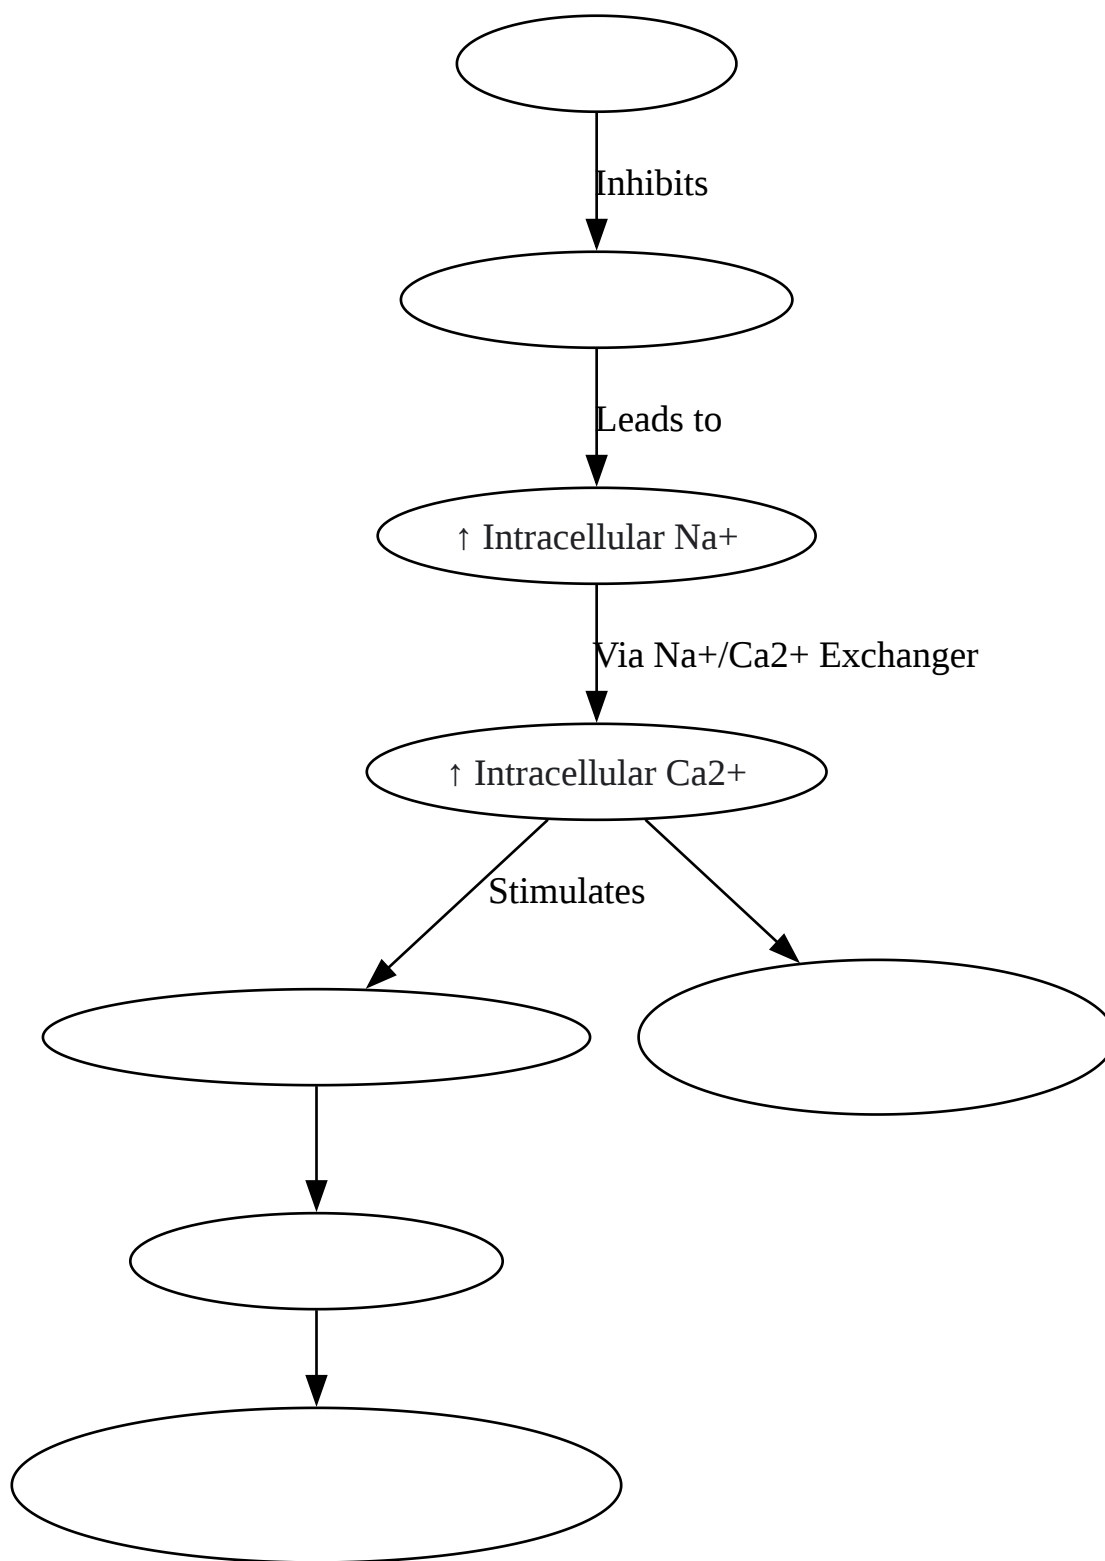 Inhibits
Leads to
↑ Intracellular Na+
Via Na+/Ca2+ Exchanger
↑ Intracellular Ca2+
Stimulates